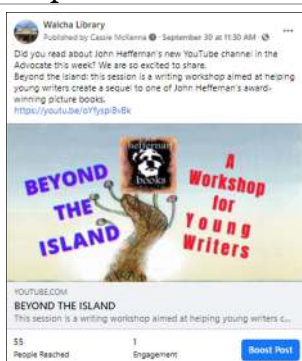 Walcha Library
Published by Cassie McKenna · September 30 at 11:30 AM ·
Did you read about John Heffernan's new YouTube channel in the
Advocate this week? We are so excited to share.
Beyond the Island: this session is a writing workshop aimed at helping
young writers create a sequel to one of John Heffernan's award-
winning picture books.
heffernan
books
BEYOND
THE
ISLAND
A
Workshop
for
Young
Writers
YOUTUBE.COM
BEYOND THE ISLAND
This session is a writing workshop aimed at helping young writers c...
55
People Reached
1
Engagement
Boost Post